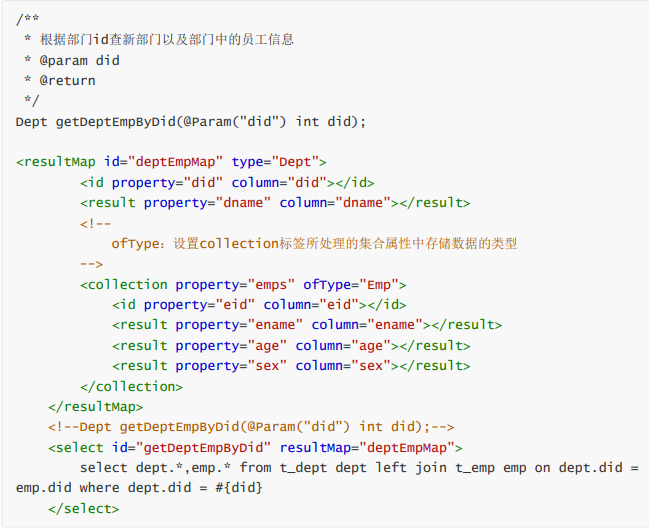 /**
 * 根据部门id查新部门以及部门中的员工信息
 * @param did
 * @return
 */
Dept getDeptEmpByDid(@Param("did") int did);

<resultMap id="deptEmpMap" type="Dept">
        <id property="did" column="did"></id>
        <result property="dname" column="dname"></result>
        <!--
            ofType：设置collection标签所处理的集合属性中存储数据的类型
        -->
        <collection property="emps" ofType="Emp">
            <id property="eid" column="eid"></id>
            <result property="ename" column="ename"></result>
            <result property="age" column="age"></result>
            <result property="sex" column="sex"></result>
        </collection>
    </resultMap>
    <!--Dept getDeptEmpByDid(@Param("did") int did);-->
    <select id="getDeptEmpByDid" resultMap="deptEmpMap">
        select dept.*,emp.* from t_dept dept left join t_emp emp on dept.did =
emp.did where dept.did = #{did}
    </select>